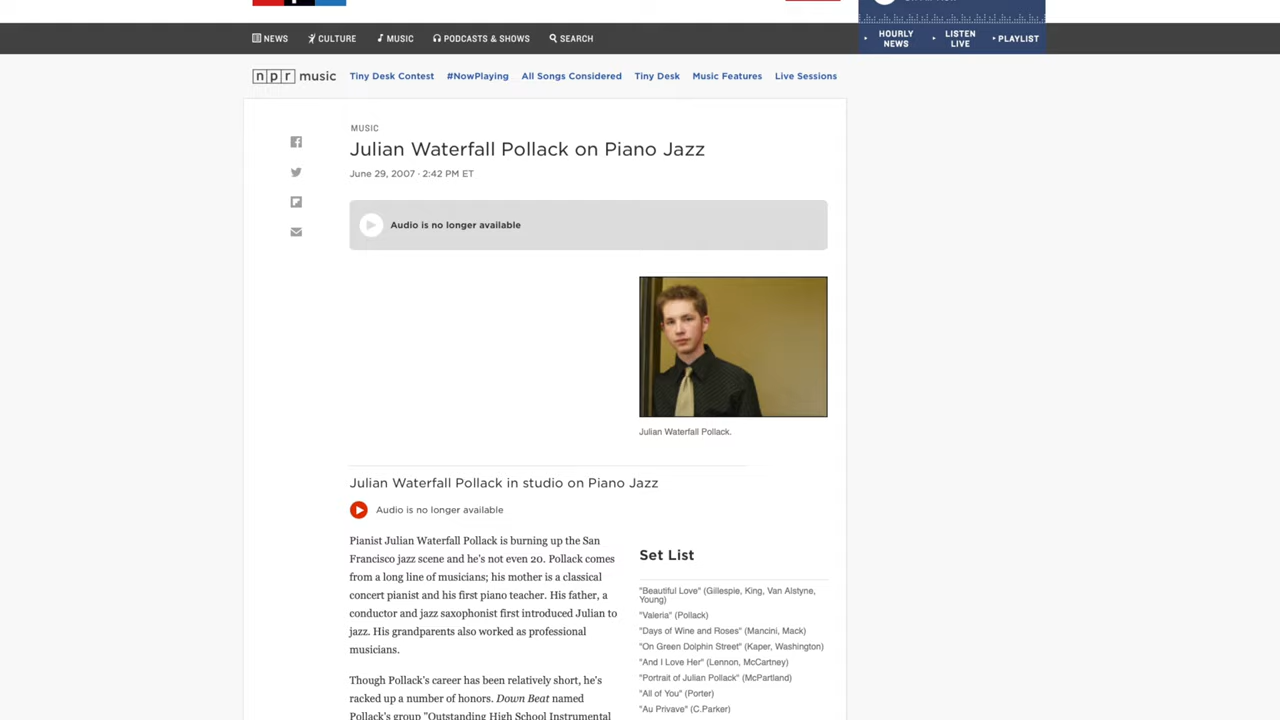 NEWS
CULTURE
MUSIC
PODCASTS & SHOWS
SEARCH
HOURLY
NEWS
LISTEN
LIVE
PLAYLIST
npr music
Tiny Desk Contest
#NowPlaying
All Songs Considered
Tiny Desk
Music Features
Live Sessions
MUSIC
Julian Waterfall Pollack on Piano Jazz
June 29, 2007 · 2:42 PM ET
Audio is no longer available
Julian Waterfall Pollack.
Julian Waterfall Pollack in studio on Piano Jazz
Audio is no longer available
Pianist Julian Waterfall Pollack is burning up the San
Francisco jazz scene and he's not even 20. Pollack comes
from a long line of musicians; his mother is a classical
concert pianist and his first piano teacher. His father, a
conductor and jazz saxophonist first introduced Julian to
jazz. His grandparents also worked as professional
musicians.
Though Pollack's career has been relatively short, he's
racked up a number of honors. Down Beat named
Pollack's group "Outstanding High School Instrumental
Set List
"Beautiful Love" (Gillespie, King, Van Alstyne,
Young)
"Valeria" (Pollack)
"Days of Wine and Roses" (Mancini, Mack)
"On Green Dolphin Street" (Kaper, Washington)
"And I Love Her" (Lennon, McCartney)
"Portrait of Julian Pollack" (McPartland)
"All of You" (Porter)
"Au Privave" (C.Parker)